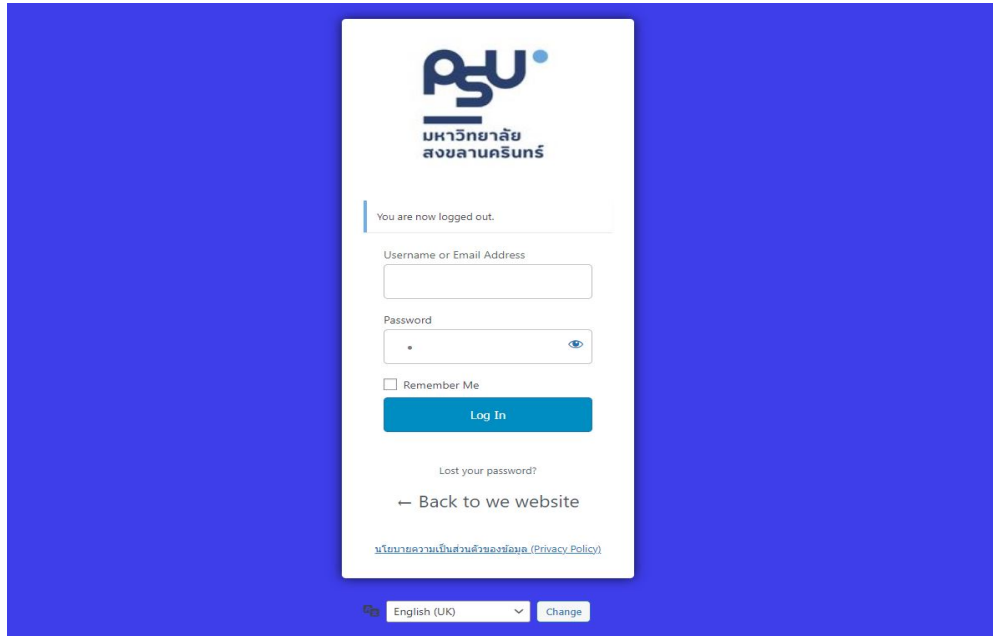 PSU
มหาวิทยาลัย
สงขลานครินทร์
You are now logged out.
Username or Email Address
Password
Remember Me
Log In
Lost your password?
← Back to we website
นโยบายความเป็นส่วนตัวของข้อมูล (Privacy Policy)
English (UK)
Change